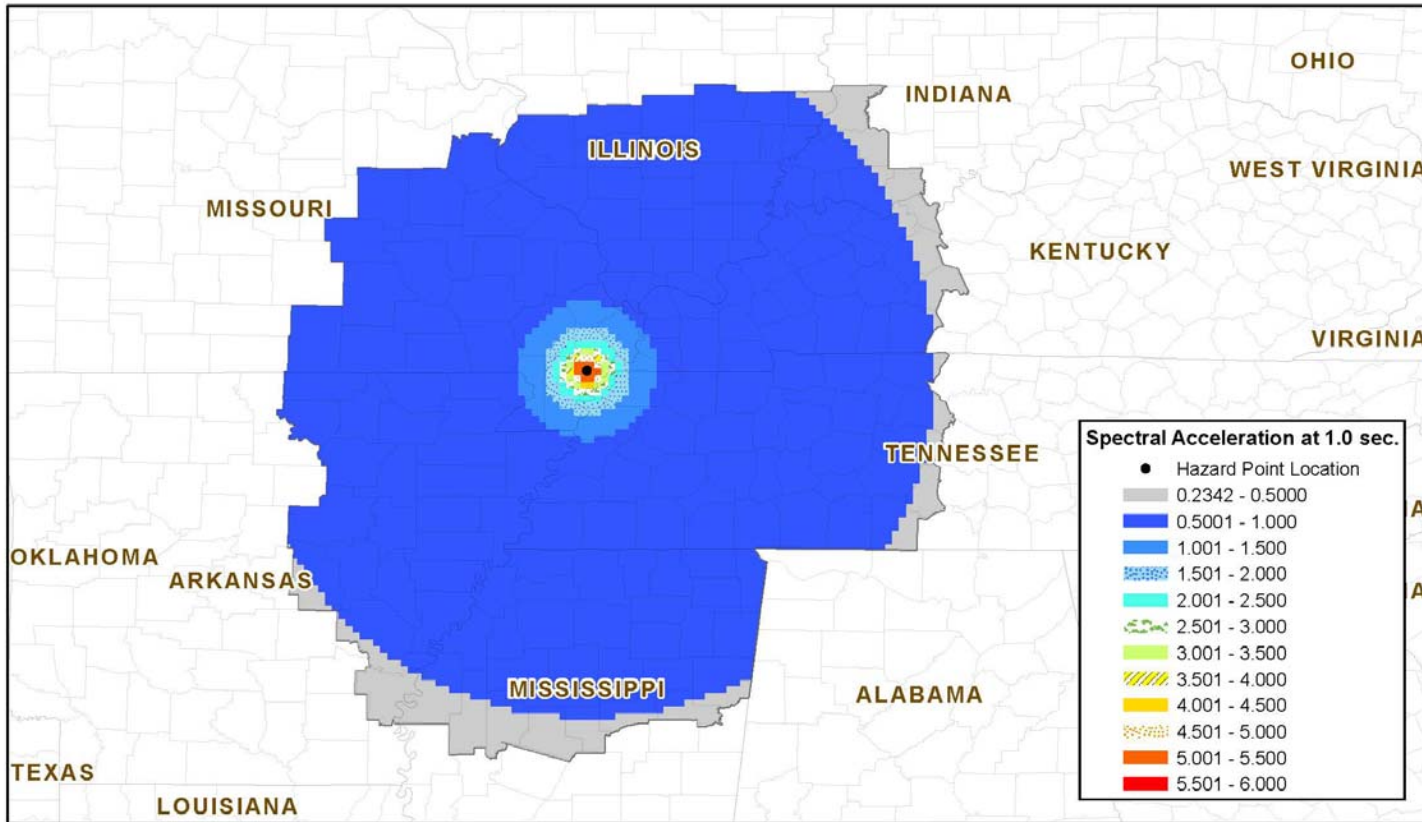 OHIO
INDIANA
ILLINOIS
WEST VIRGINIA
MISSOURI
KENTUCKY
VIRGINIA
TENNESSEE
OKLAHOMA
ARKANSAS
MISSISSIPPI
ALABAMA
TEXAS
LOUISIANA
A
A
Spectral Acceleration at 1.0 sec.
Hazard Point Location
0.2342 - 0.5000
0.5001 - 1.000
1.001 - 1.500
1.501 - 2.000
2.001 - 2.500
2.501 - 3.000
3.001 - 3.500
3.501 - 4.000
4.001 - 4.500
4.501 - 5.000
5.001 - 5.500
5.501 - 6.000